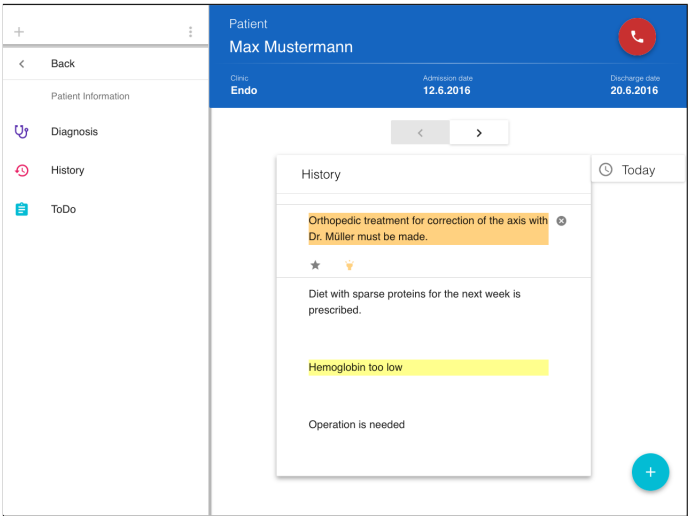 Back
Patient Information
Diagnosis
History
ToDo
Patient
Max Mustermann
Clinic
Endo
Admission date
12.6.2016
Discharge date
20.6.2016
History
Orthopedic treatment for correction of the axis with
Dr. Müller must be made.
Diet with sparse proteins for the next week is
prescribed.
Hemoglobin too low
Operation is needed
Today